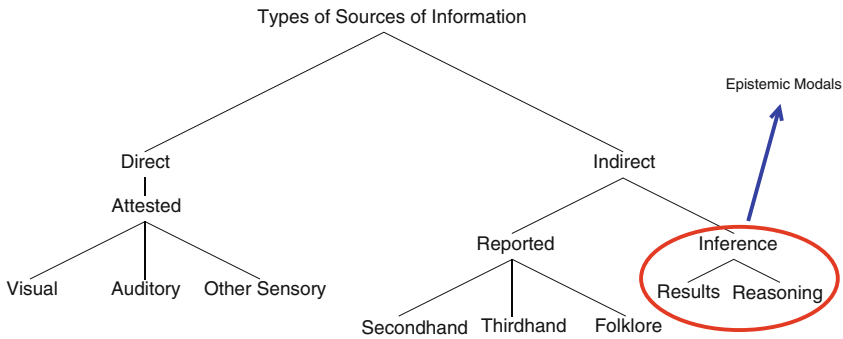 Types of Sources of Information
Epistemic Modals
Direct
Indirect
Attested
Reported
Inference
Visual
Auditory
Other Sensory
Results
Reasoning
Secondhand
Thirdhand
Folklore